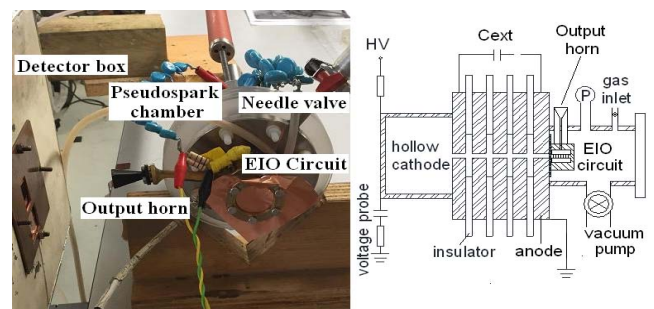 Detector box
Pseudospark
chamber
Needle valve
EIO Circuit
Output horn
HV
Cext
Output
horn
gas
inlet
P
hollow
cathode
EIO
circuit
voltage probe
insulator
anode
vacuum
pump